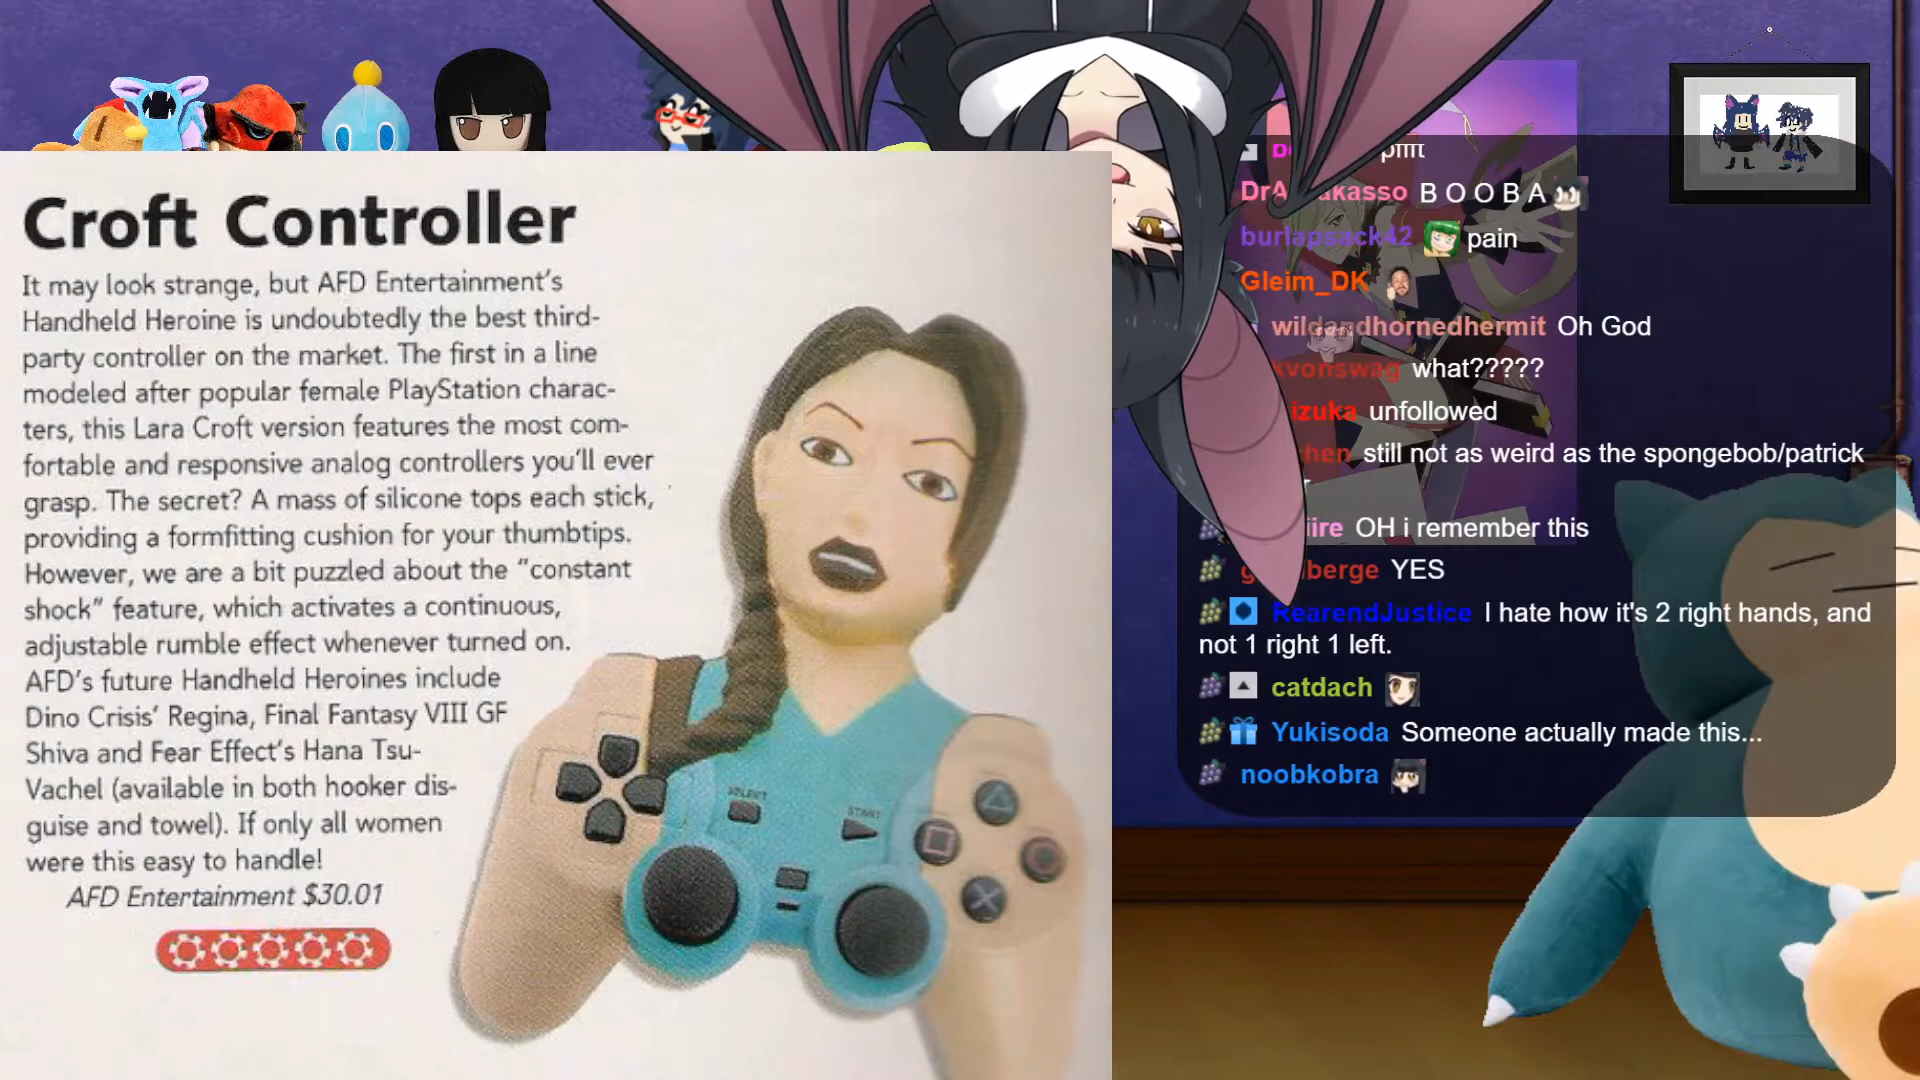 Croft Controller
It may look strange, but AFD Entertainment's
Handheld Heroine is undoubtedly the best third-
party controller on the market. The first in a line
modeled after popular female PlayStation charac-
ters, this Lara Croft version features the most com-
fortable and responsive analog controllers you'll ever
grasp. The secret? A mass of silicone tops each stick,
providing a formfitting cushion for your thumbtips.
However, we are a bit puzzled about the "constant
shock" feature, which activates a continuous,
adjustable rumble effect whenever turned on.
AFD's future Handheld Heroines include
Dino Crisis' Regina, Final Fantasy VIII GF
Shiva and Fear Effect's Hana Tsu-
Vachel (available in both hooker dis-
guise and towel). If only all women
were this easy to handle!
AFD Entertainment $30.01
SELECT
START
pffft
B O O B A
burlapsack42 pain
Gleim_DK
wildandhornedhermit Oh God
kvonswag what?????
izuka unfollowed
hen still not as weird as the spongebob/patrick
ire OH i remember this
berge YES
RearendJustice I hate how it's 2 right hands, and
not 1 right 1 left.
catdach
Yukisoda Someone actually made this...
noobkobra